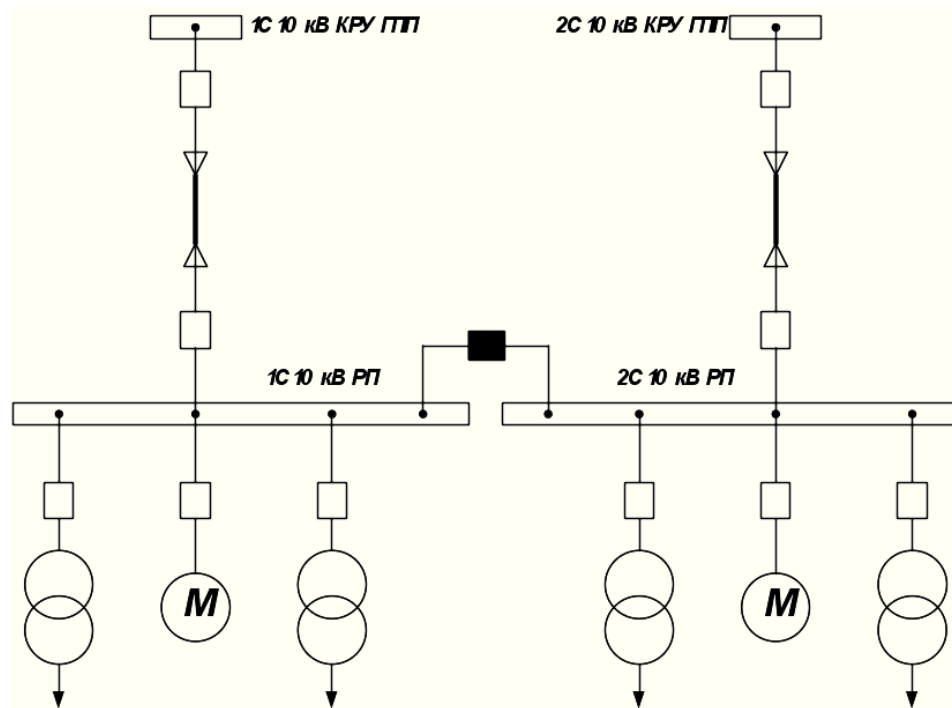 1С 10 кВ КРУ ГПП
2С 10 кВ КРУ ГПП
1С 10 кВ РП
2С 10 кВ РП
М
М